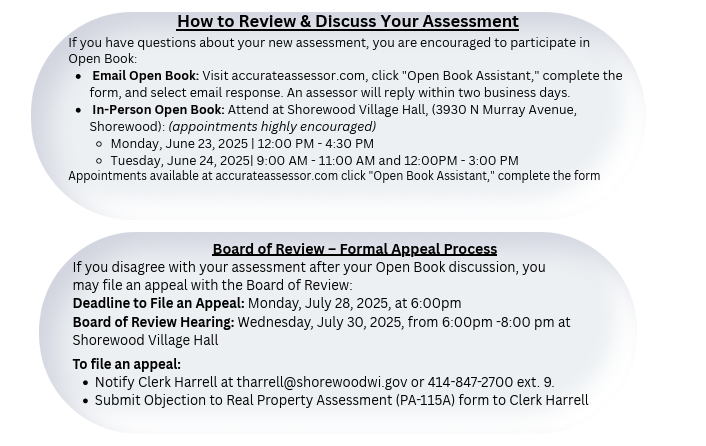 How to Review & Discuss Your Assessment
If you have questions about your new assessment, you are encouraged to participate in
Open Book:
• Email Open Book: Visit accurateassessor.com, click "Open Book Assistant," complete the
form, and select email response. An assessor will reply within two business days.
• In-Person Open Book: Attend at Shorewood Village Hall, (3930 N Murray Avenue,
Shorewood): (appointments highly encouraged)
◦ Monday, June 23, 2025 | 12:00 PM - 4:30 PM
◦ Tuesday, June 24, 2025| 9:00 AM - 11:00 AM and 12:00PM - 3:00 PM
Appointments available at accurateassessor.com click "Open Book Assistant," complete the form
Board of Review – Formal Appeal Process
If you disagree with your assessment after your Open Book discussion, you
may file an appeal with the Board of Review:
Deadline to File an Appeal: Monday, July 28, 2025, at 6:00pm
Board of Review Hearing: Wednesday, July 30, 2025, from 6:00pm -8:00 pm at
Shorewood Village Hall
To file an appeal:
• Notify Clerk Harrell at tharrell@shorewoodwi.gov or 414-847-2700 ext. 9.
• Submit Objection to Real Property Assessment (PA-115A) form to Clerk Harrell